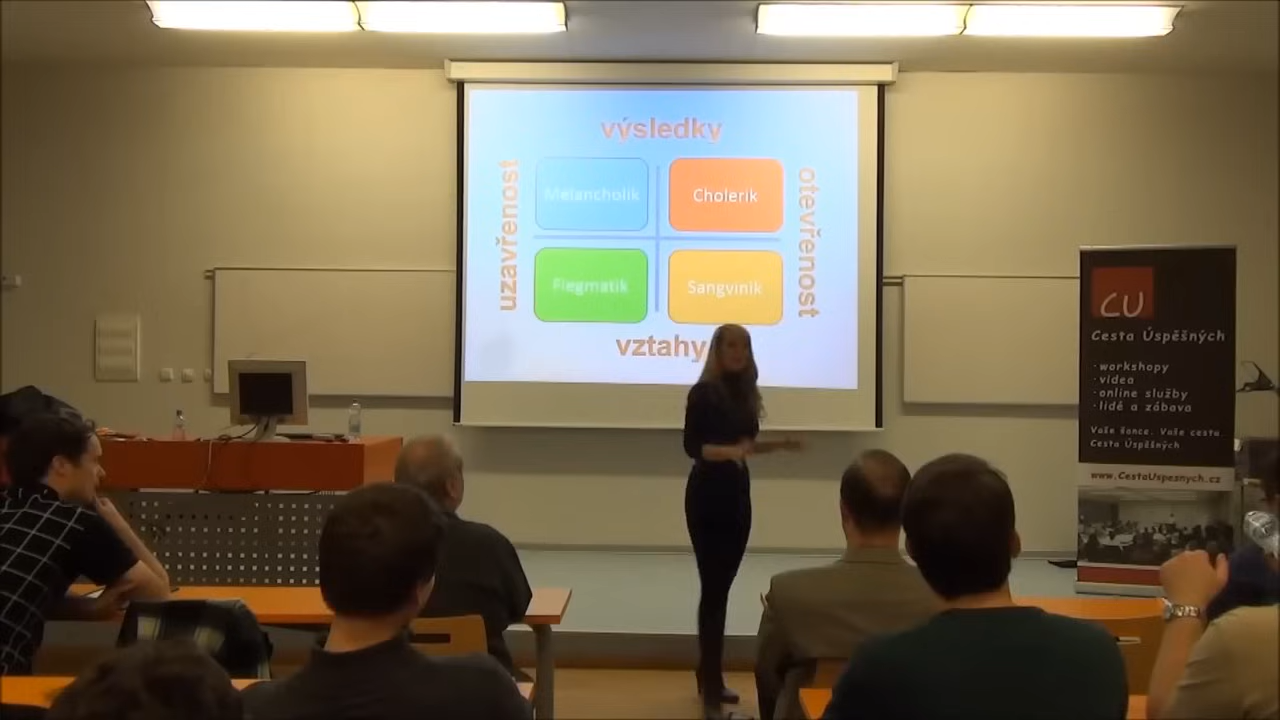 výsledky
uzavřenost
Melancholik
Cholerik
otevřenost
Flegmatik
Sangvinik
vztahy
CU
Cesta Úspěšných
·workshopy
·videa
·online služby
·lidé a zábava
Vaše šance. Vaše cesta.
Cesta Úspěšných
www.CestaUspesnych.cz